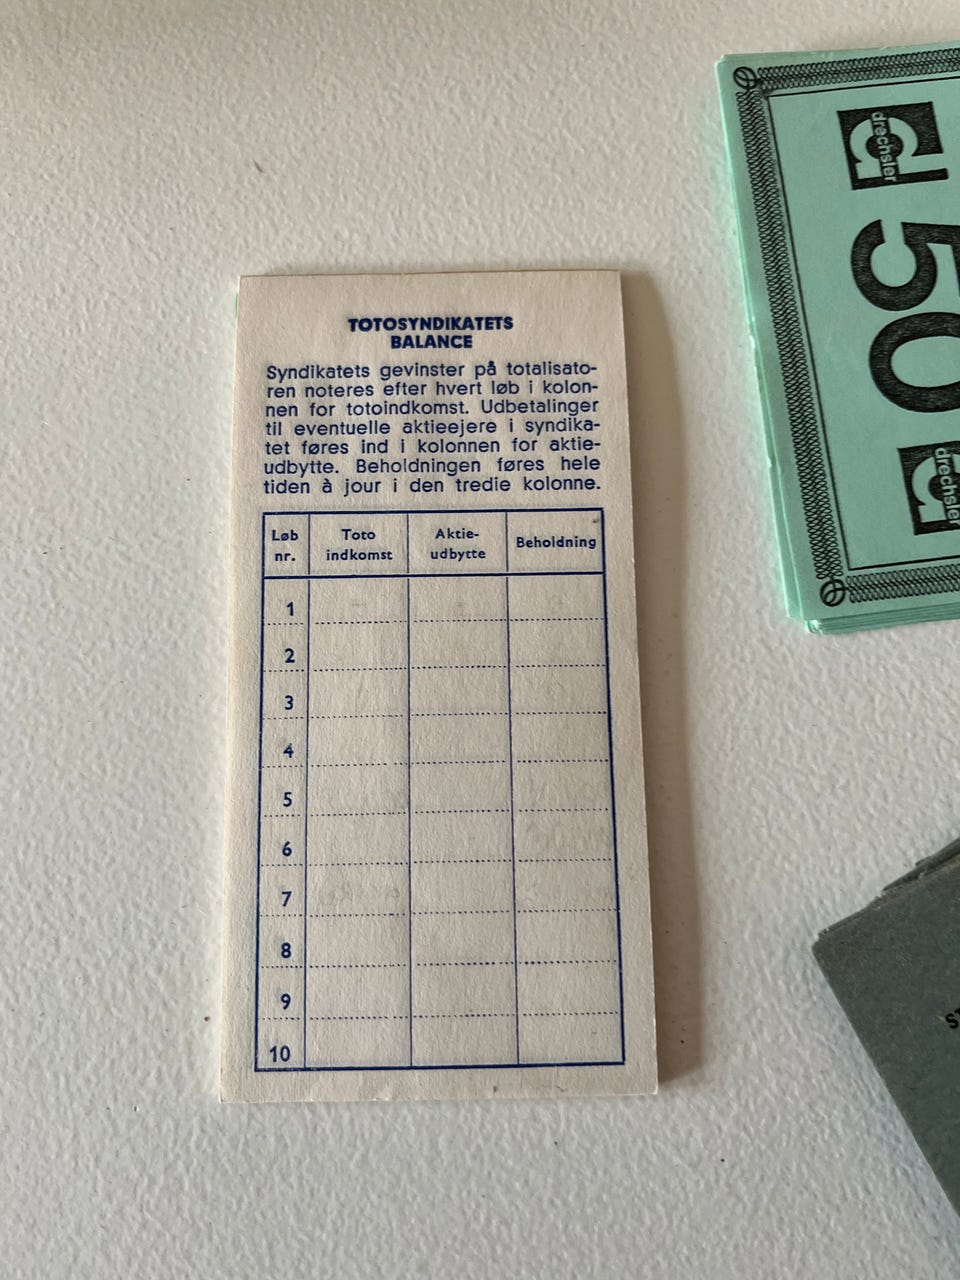 TOTOSYNDIKATETS
BALANCE
Syndikatets gevinster på totalisato-
ren noteres efter hvert løb i kolon-
nen for totoindkomst. Udbetalinger
til eventuelle aktieejere i syndika-
tet føres ind i kolonnen for aktie-
udbytte. Beholdningen føres hele
tiden à jour i den tredie kolonne.
Løb nr. Toto indkomst Aktie-udbytte Beholdning
1
2
3
4
5
6
7
8
9
10
drechsler
50
drechsler